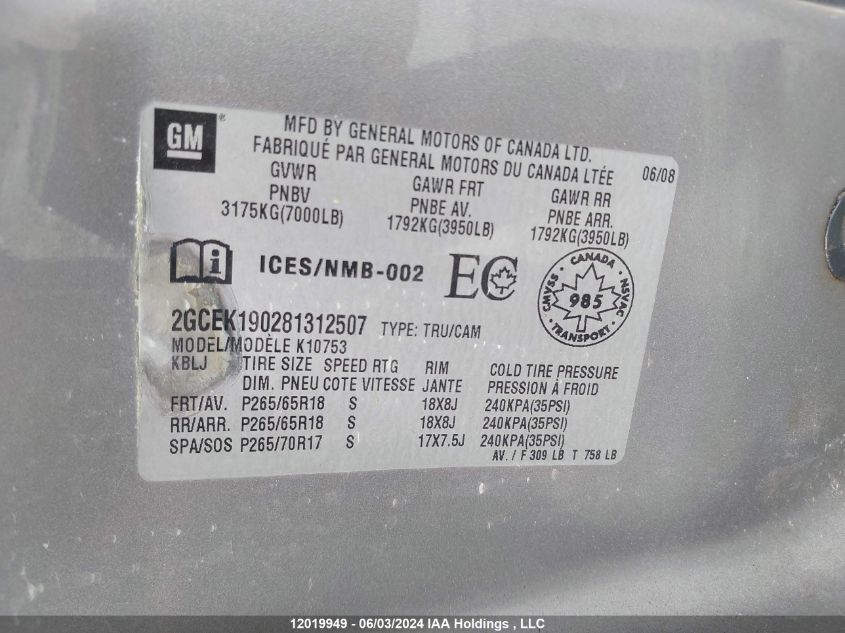 GM ®
MFD BY GENERAL MOTORS OF CANADA LTD.
FABRIQUÉ PAR GENERAL MOTORS DU CANADA LTÉE
06/08
GVWR GAWR FRT GAWR RR
PNBV PNBE AV. PNBE ARR.
3175KG(7000LB) 1792KG(3950LB) 1792KG(3950LB)
i ICES/NMB-002 EC
CANADA
CMVSS 985 NSVAC
TRANSPORT
2GCEK190281312507 TYPE: TRU/CAM
MODEL/MODÈLE K10753
KBLJ TIRE SIZE SPEED RTG RIM COLD TIRE PRESSURE
DIM. PNEU COTE VITESSE JANTE PRESSION À FROID
FRT/AV. P265/65R18 S 18X8J 240KPA(35PSI)
RR/ARR. P265/65R18 S 18X8J 240KPA(35PSI)
SPA/SOS P265/70R17 S 17X7.5J 240KPA(35PSI)
AV. / F 309 LB T 758 LB
12019949 - 06/03/2024 IAA Holdings , LLC